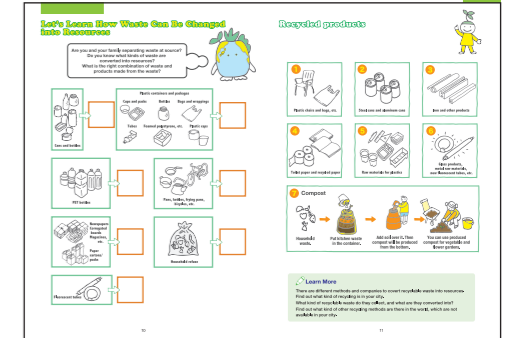 Let's Learn How Waste Can Be Changed
into Resources
Are you and your family separating waste at source?
Do you know what kinds of waste are
converted into resources?
What is the right combination of waste and
products made from the waste?
Plastic containers and packages
Cups and packs
Bottles
Bags and wrappings
Tubes
Foamed polystyrene, etc.
Plastic caps
Cans and bottles
PET bottles
Pans, kettles, frying pans,
bicycles, etc.
Newspapers
Corrugated
boards
Magazines,
etc.
Paper
cartons/
packs
Household refuse
Fluorescent tubes
10
Recycled products
1
Plastic chairs and bags, etc.
2
Steel cans and aluminum cans
3
Iron and other products
4
Toilet paper and recycled paper
5
Raw materials for plastics
6
Glass products,
metal raw materials,
new fluorescent tubes, etc.
7 Compost
Household
waste.
Put kitchen waste
in the container.
Add soil over it. Then
compost will be produced
from the bottom.
You can use produced
compost for vegetable and
flower gardens.
Learn More
There are different methods and companies to covert recyclable waste into resources.
Find out what kind of recycling is in your city.
What kind of recyclable waste do they collect, and what are they converted into?
Find out what kind of other recycling methods are there in the world, which are not
available in your city.
11